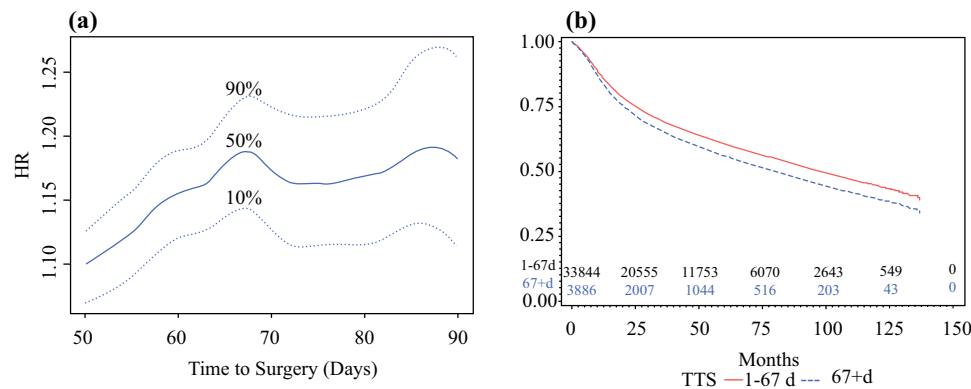 (a)
HR
1.10 1.15 1.20 1.25
90%
50%
10%
50 60 70 80 90
Time to Surgery (Days)
(b)
1.00
0.75
0.50
0.25
0.00
1-67d 33844 20555 11753 6070 2643 549 0
67+d 3886 2007 1044 516 203 43 0
0 25 50 75 100 125 150
Months
TTS 1-67 d 67+d